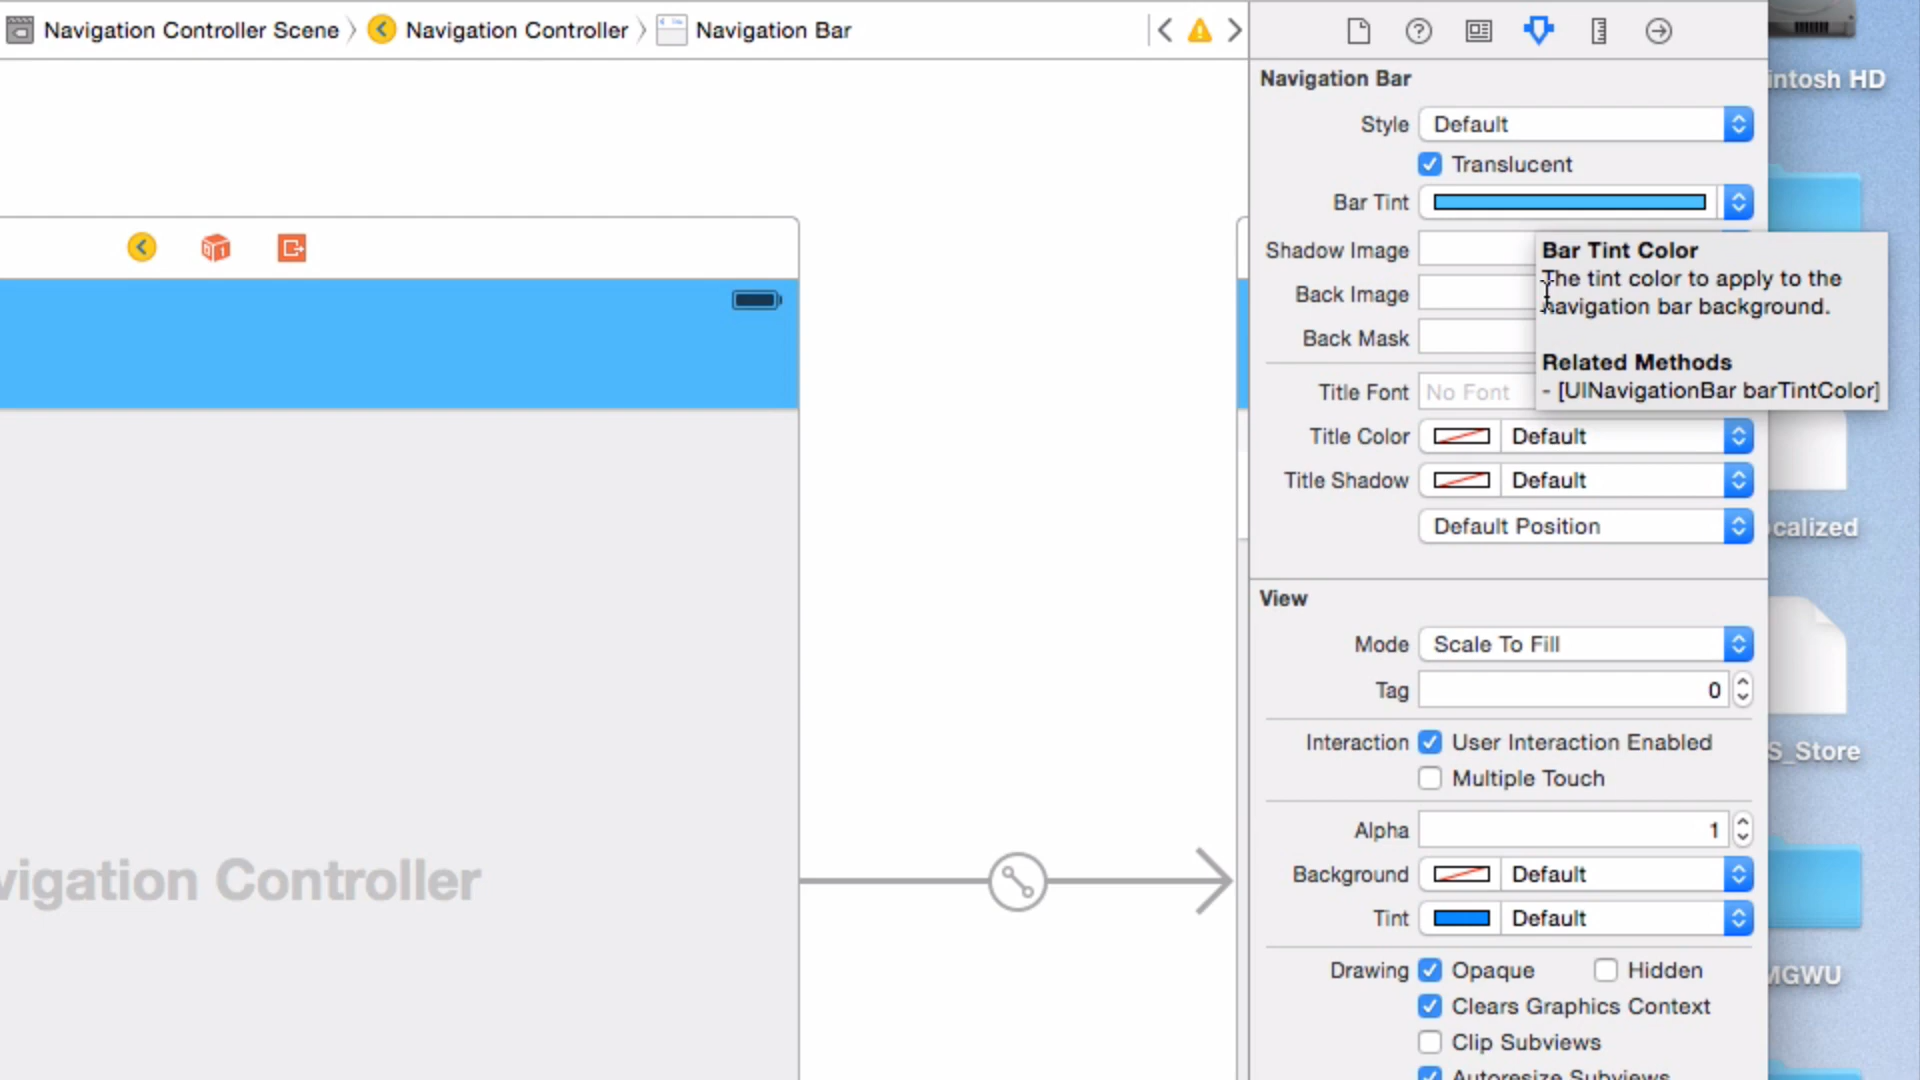 Navigation Controller Scene
Navigation Controller
Navigation Bar
intosh HD
Navigation Bar
Style Default
Translucent
Bar Tint
Shadow Image
Back Image
Back Mask
Bar Tint Color
The tint color to apply to the
navigation bar background.
Related Methods
- [UINavigationBar barTintColor]
Title Font No Font
Title Color Default
Title Shadow Default
Default Position
ocalized
View
Mode Scale To Fill
Tag 0
Interaction User Interaction Enabled
Multiple Touch
S_Store
Alpha 1
Background Default
Tint Default
vigation Controller
Drawing Opaque Hidden
MGWU
Clears Graphics Context
Clip Subviews
Autoresize Subviews